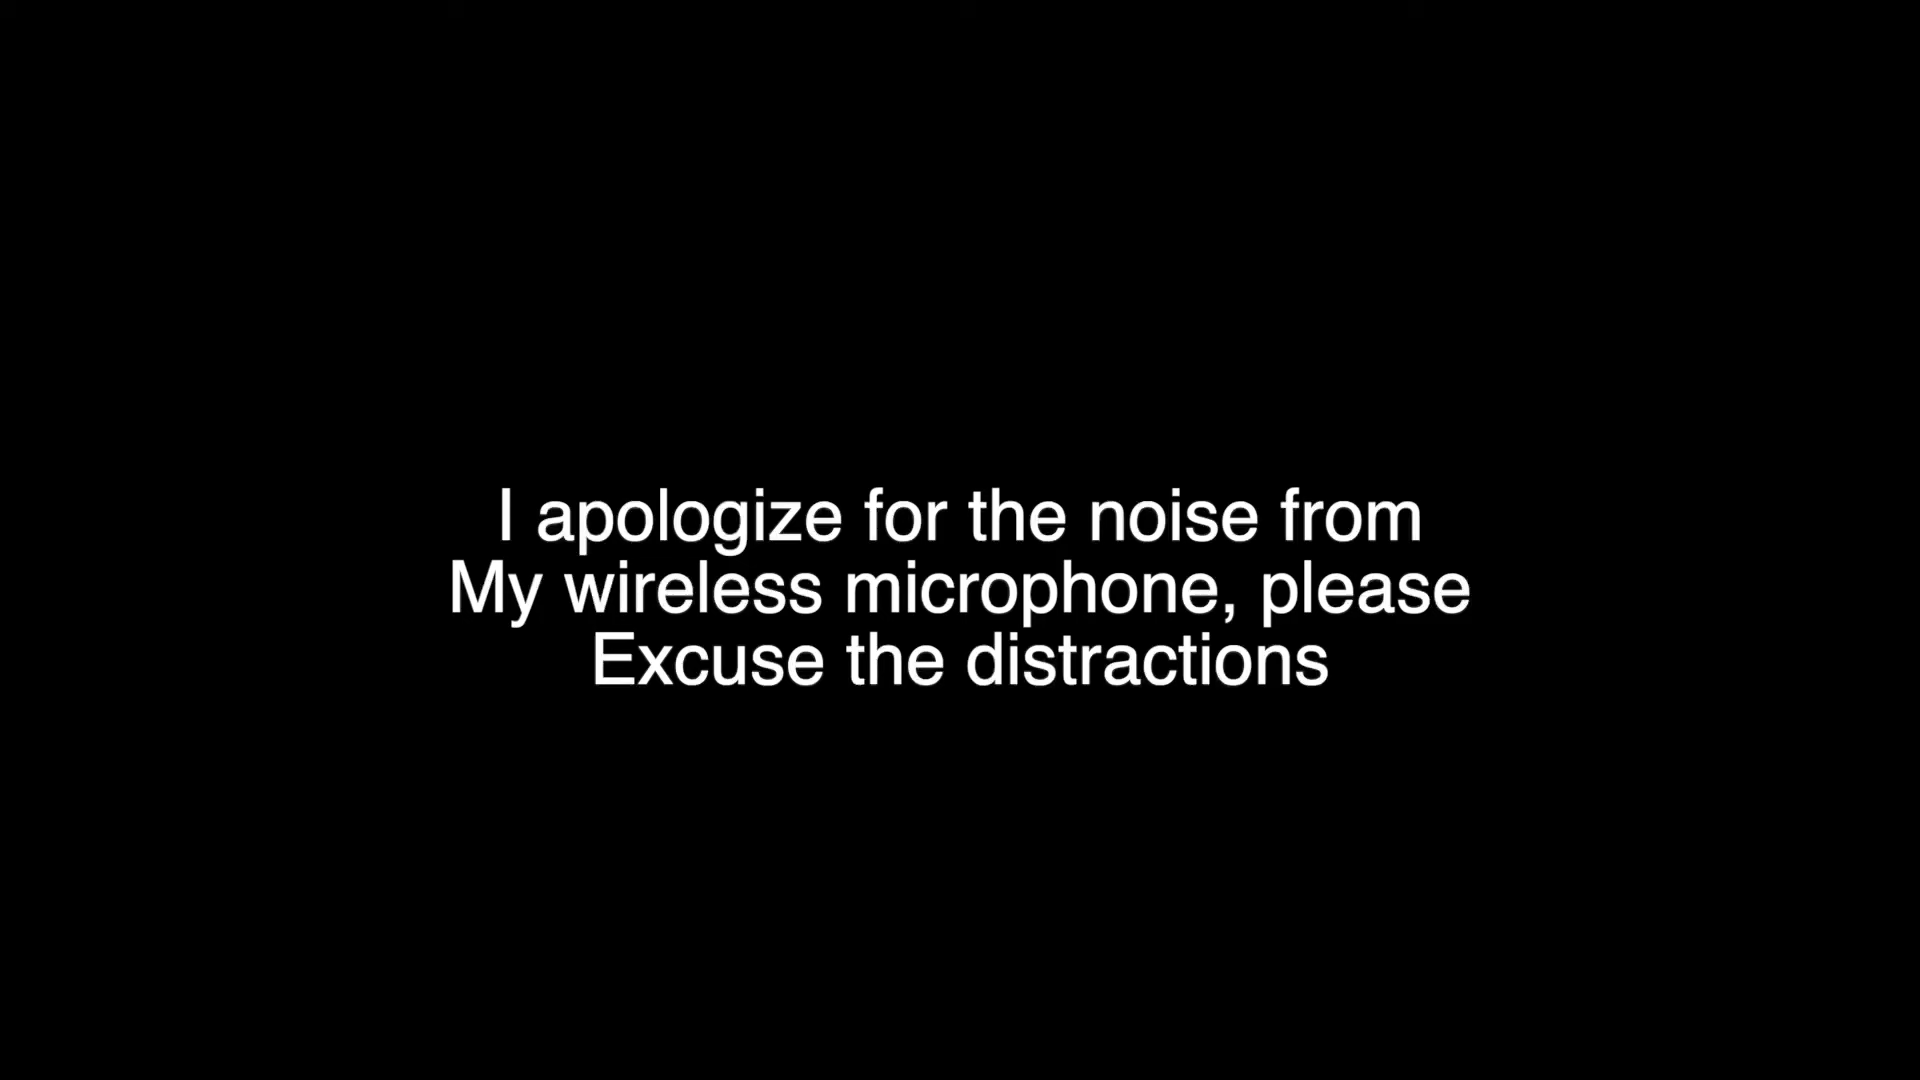 I apologize for the noise from
My wireless microphone, please
Excuse the distractions